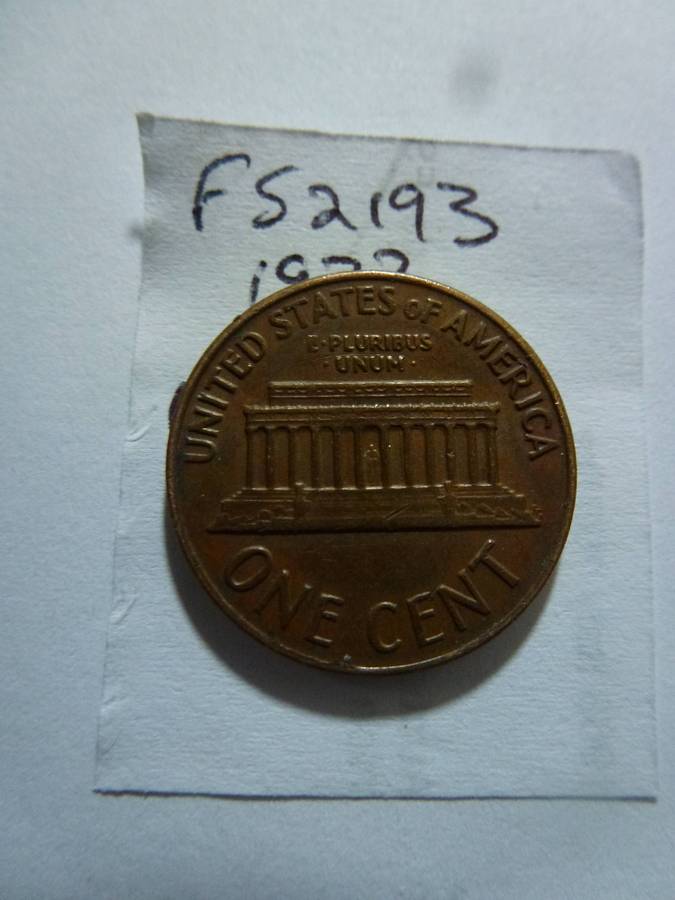 FS2193
UNITED STATES OF AMERICA
E·PLURIBUS
·UNUM·
ONE CENT